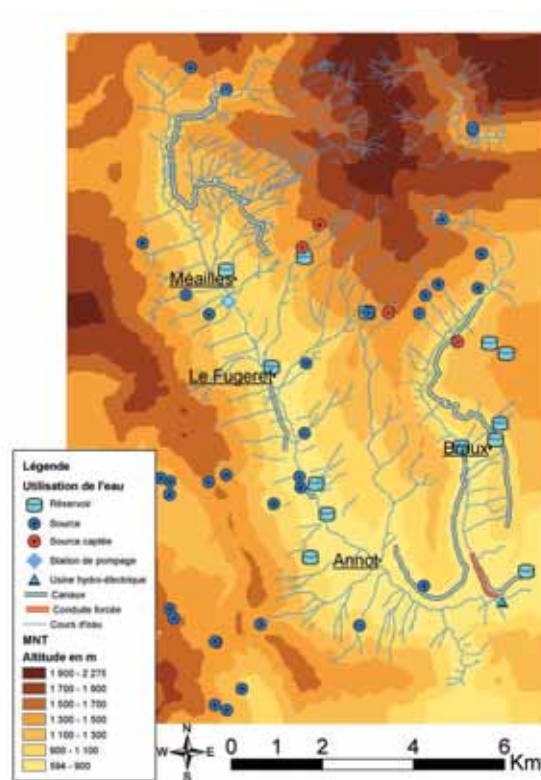 Méailles
Le Fugeret
Braux
Annot
Légende
Utilisation de l'eau
Réservoir
Source
Source captée
Station de pompage
Usine hydro-électrique
Canaux
Conduite forcée
Cours d'eau
MNT
Altitude en m
1 900 - 2 275
1 700 - 1 900
1 500 - 1 700
1 300 - 1 500
1 100 - 1 300
900 - 1 100
594 - 900
N
W E
S
0 1 2 4 6
Km